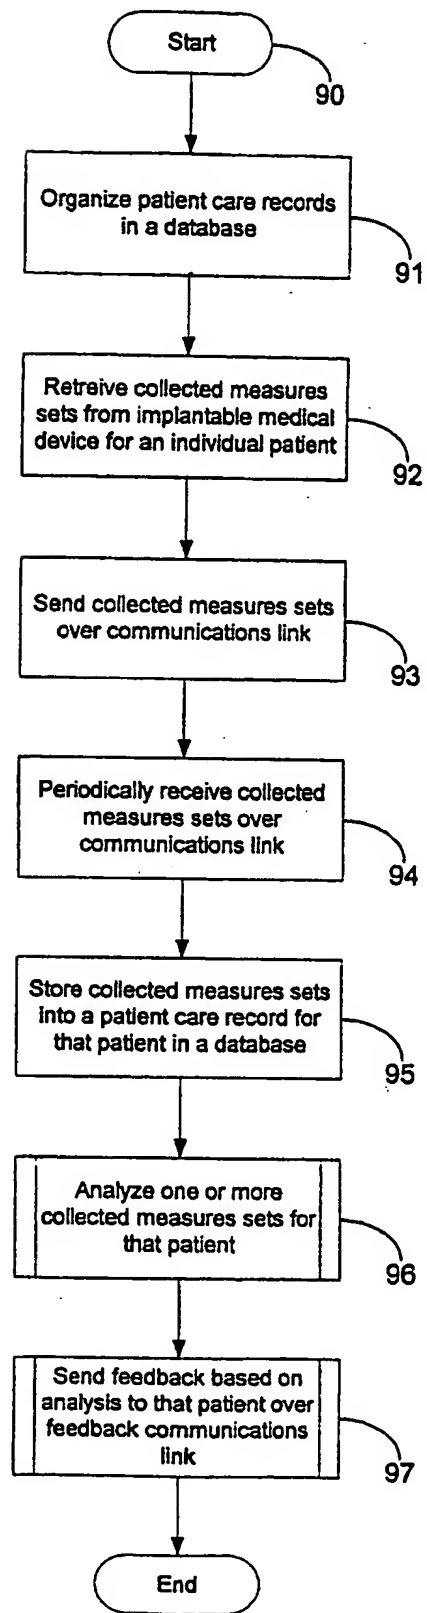 Start
90
Organize patient care records
in a database
91
Retreive collected measures
sets from implantable medical
device for an individual patient
92
Send collected measures sets
over communications link
93
Periodically receive collected
measures sets over
communications link
94
Store collected measures sets
into a patient care record for
that patient in a database
95
Analyze one or more
collected measures sets for
that patient
96
Send feedback based on
analysis to that patient over
feedback communications
link
97
End